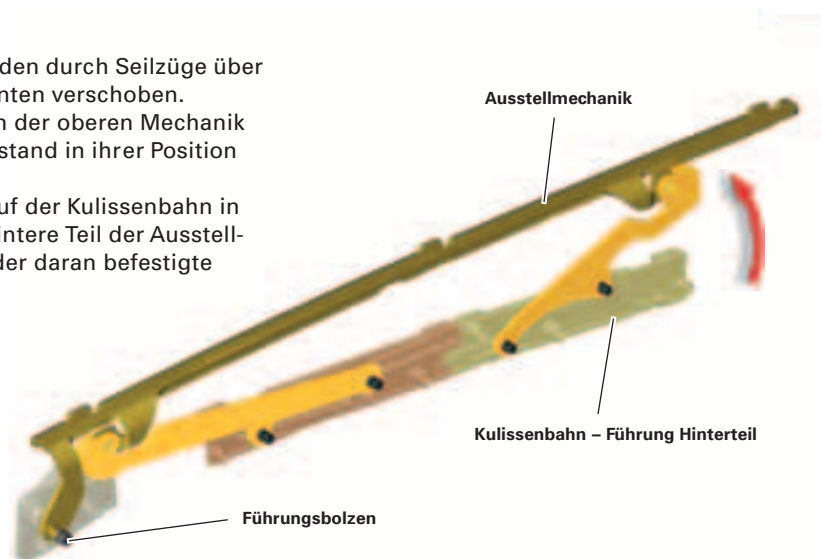 den durch Seilzüge über
nten verschoben.
n der oberen Mechanik
stand in ihrer Position
uf der Kulissenbahn in
intere Teil der Ausstell-
der daran befestigte
Ausstellmechanik
Kulissenbahn – Führung Hinterteil
Führungsbolzen